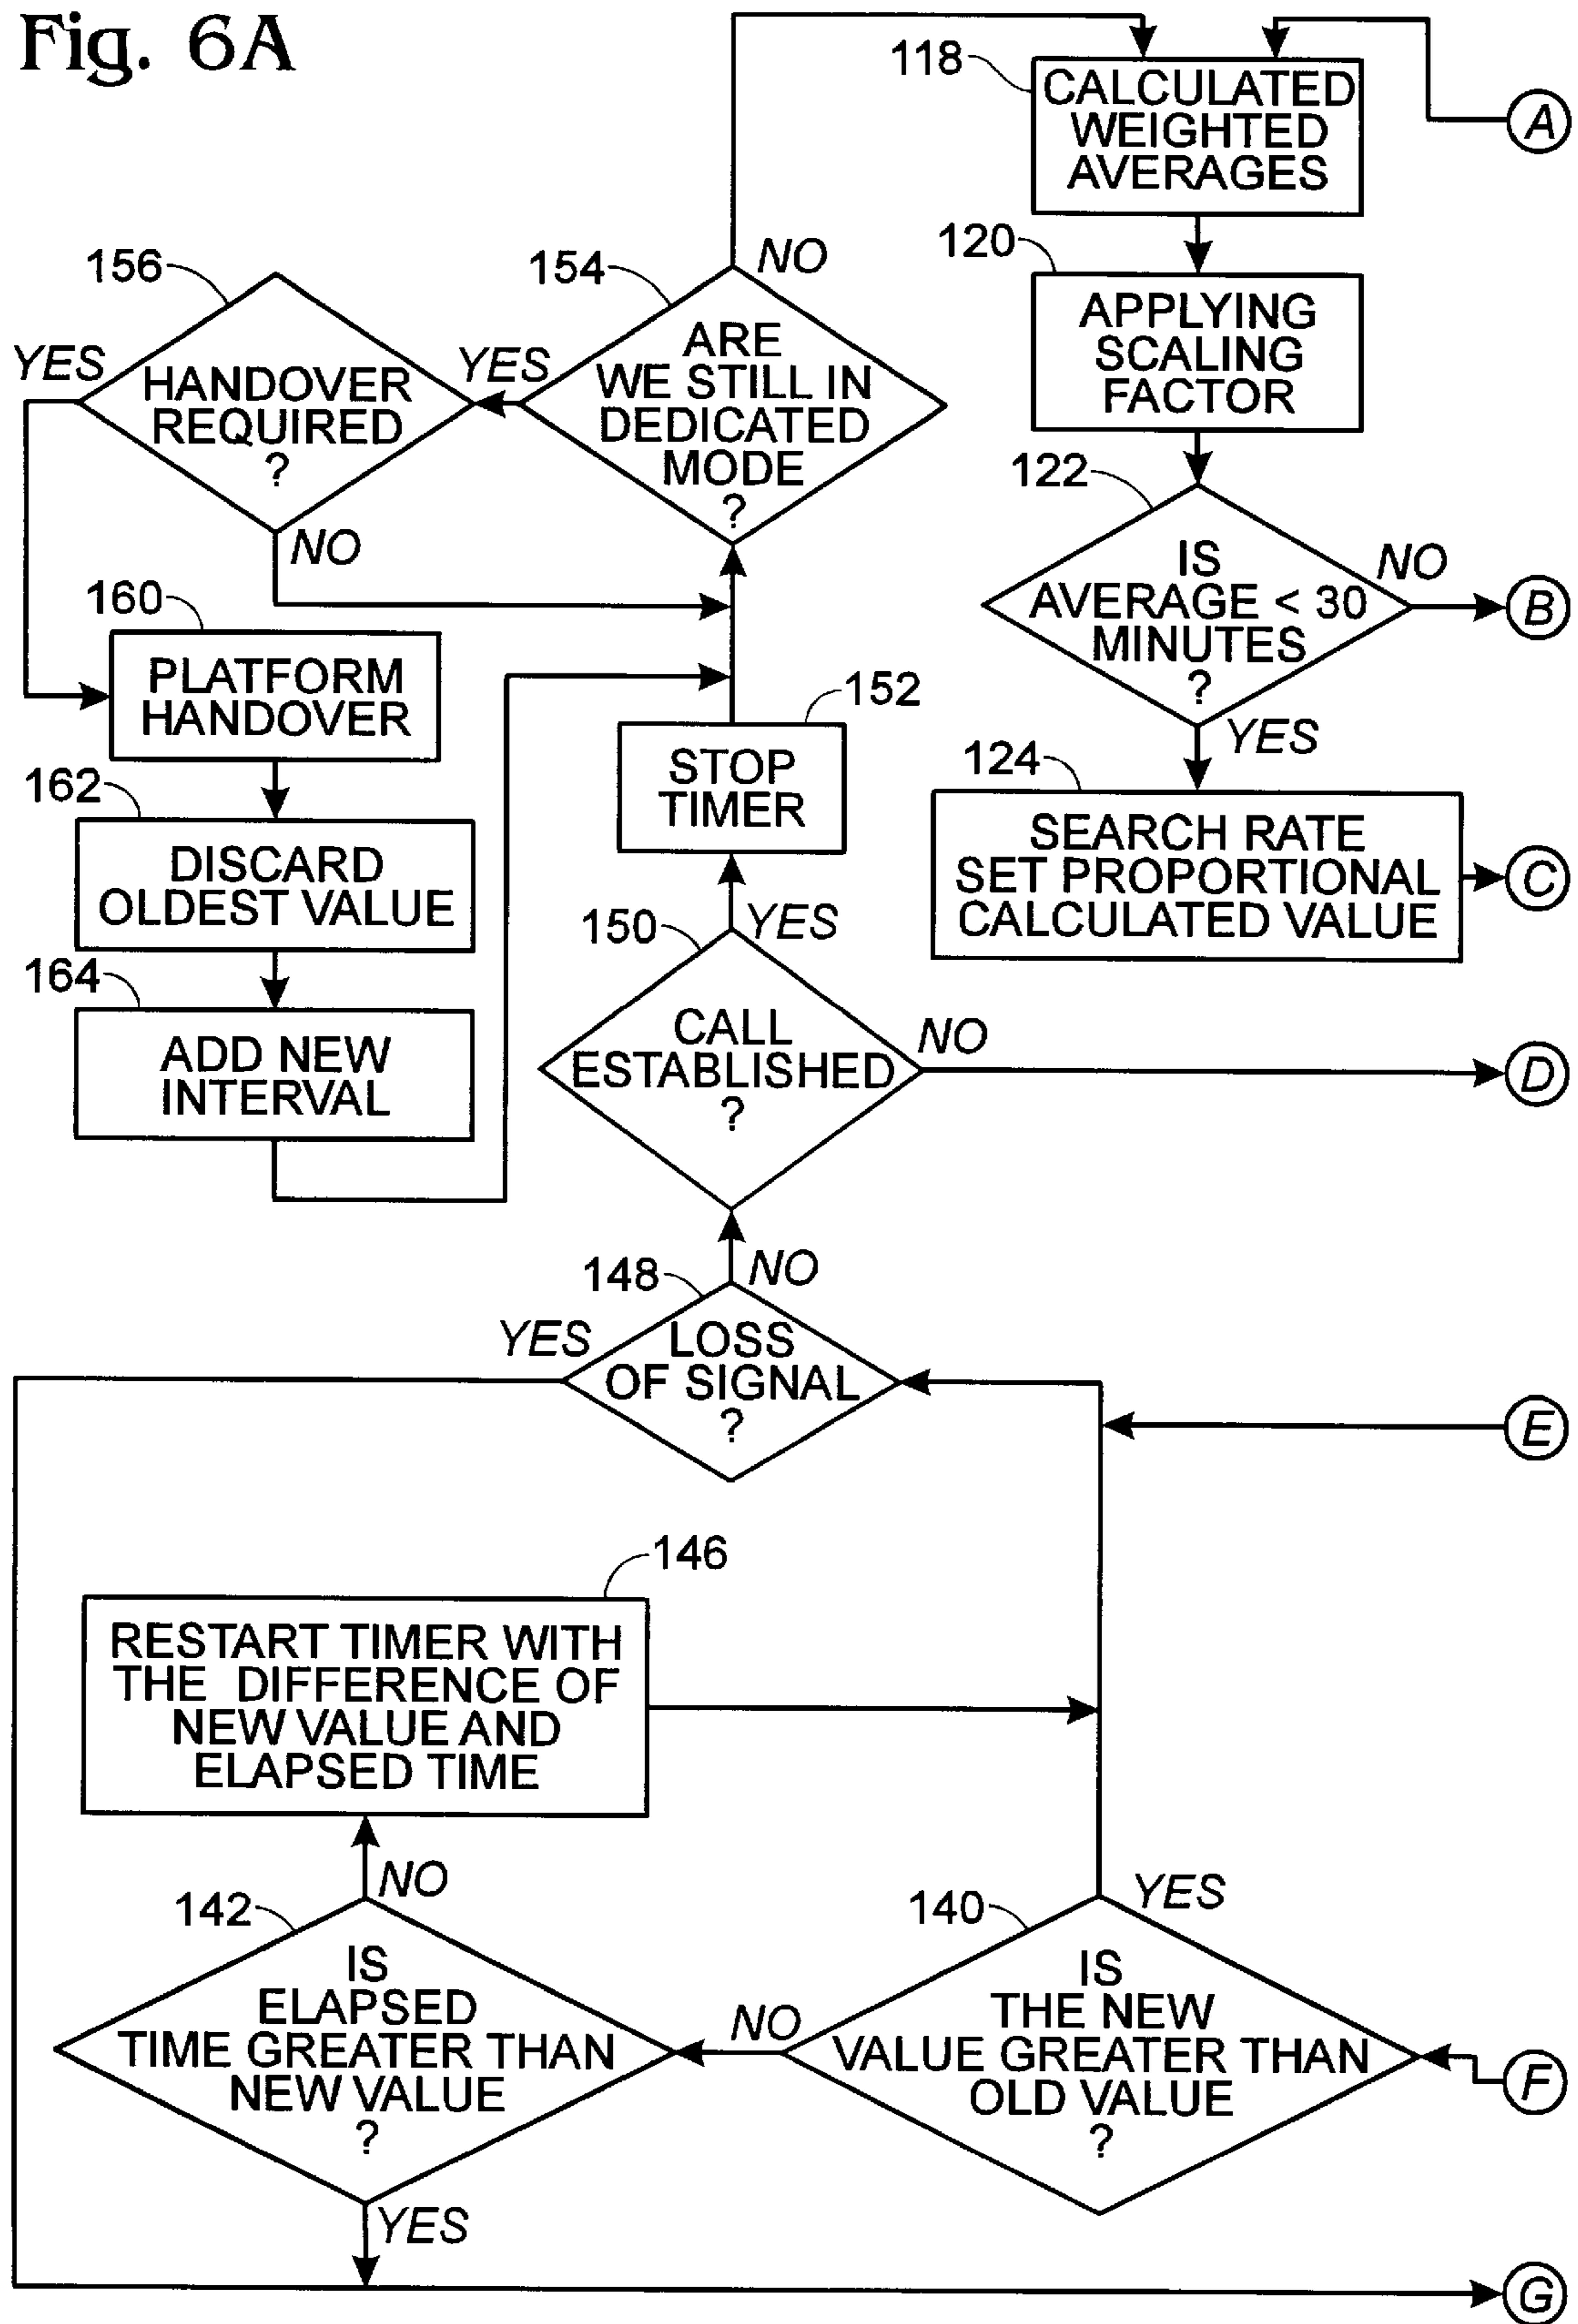 Fig. 6A
118
CALCULATED
WEIGHTED
AVERAGES
A
120
APPLYING
SCALING
FACTOR
122
IS
AVERAGE < 30
MINUTES
?
NO
B
YES
124
SEARCH RATE
SET PROPORTIONAL
CALCULATED VALUE
C
156
YES
HANDOVER
REQUIRED
?
NO
YES
154
NO
ARE
WE STILL IN
DEDICATED
MODE
?
160
PLATFORM
HANDOVER
162
DISCARD
OLDEST VALUE
164
ADD NEW
INTERVAL
152
STOP
TIMER
150
YES
CALL
ESTABLISHED
?
NO
D
148
NO
YES
LOSS
OF SIGNAL
?
E
146
RESTART TIMER WITH
THE DIFFERENCE OF
NEW VALUE AND
ELAPSED TIME
142
NO
IS
ELAPSED
TIME GREATER THAN
NEW VALUE
?
YES
NO
140
YES
IS
THE NEW
VALUE GREATER THAN
OLD VALUE
?
F
G